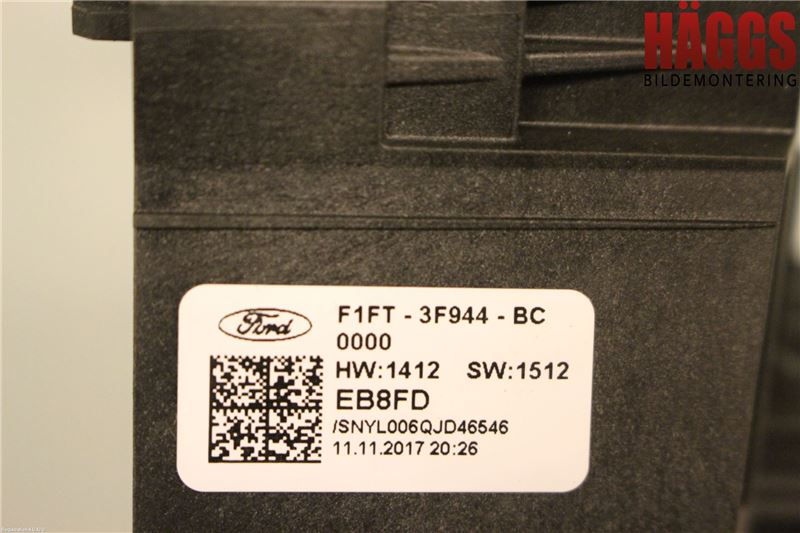 HÄGGS
BILDEMONTERING
Ford
F1FT - 3F944 - BC
0000
HW:1412 SW:1512
EB8FD
/SNYL006QJD46546
11.11.2017 20:26